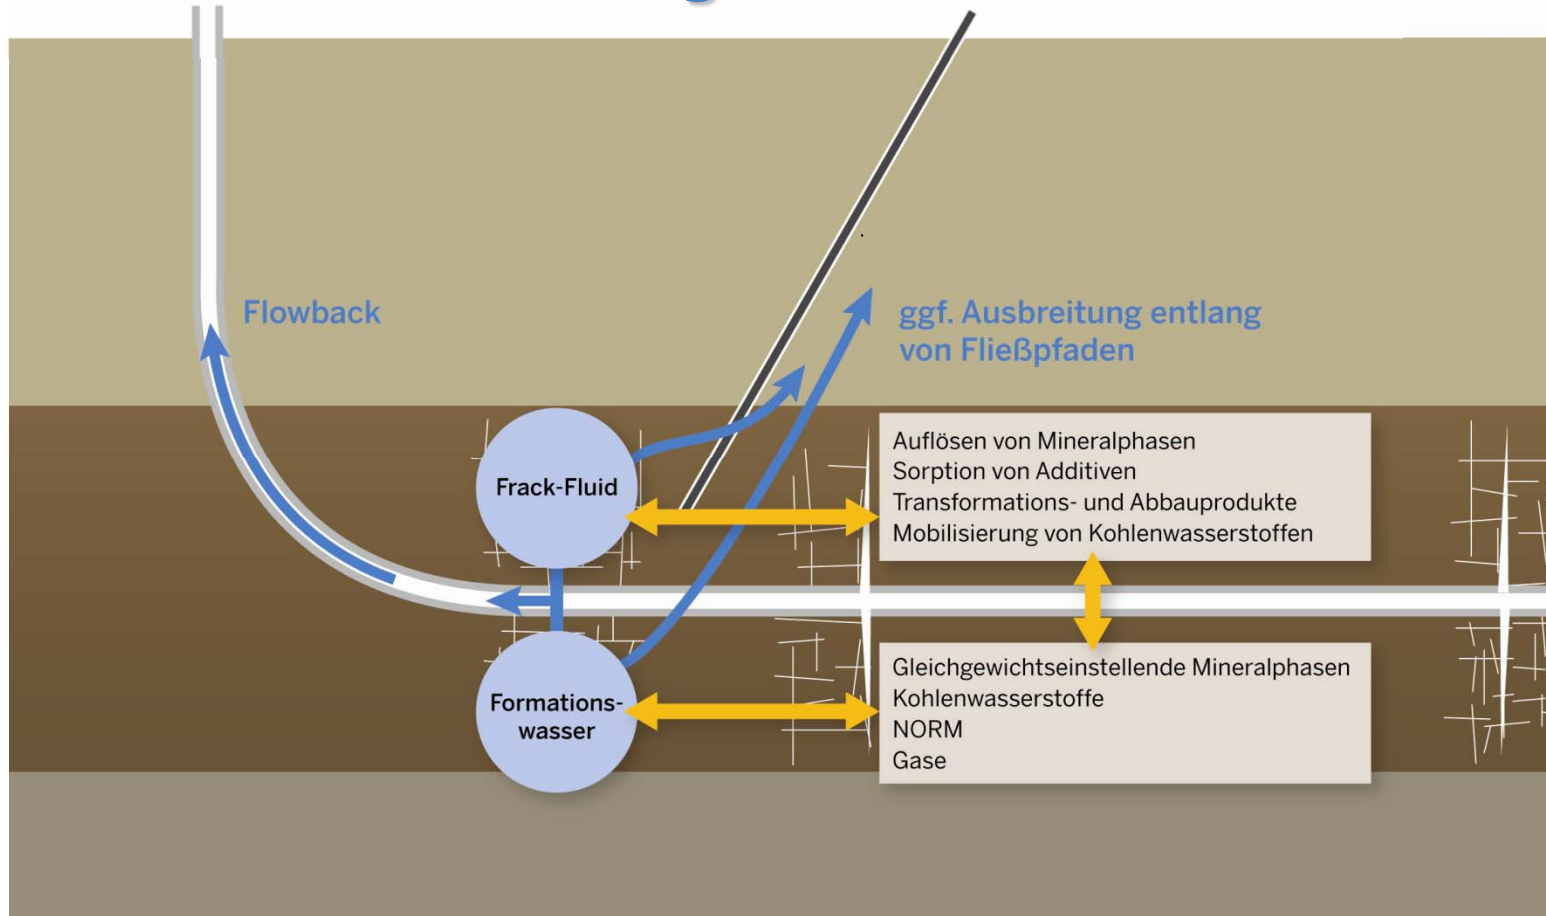 Flowback
ggf. Ausbreitung entlang
von Fließpfaden
Frack-Fluid
Auflösen von Mineralphasen
Sorption von Additiven
Transformations- und Abbauprodukte
Mobilisierung von Kohlenwasserstoffen
Formations-
wasser
Gleichgewichtseinstellende Mineralphasen
Kohlenwasserstoffe
NORM
Gase